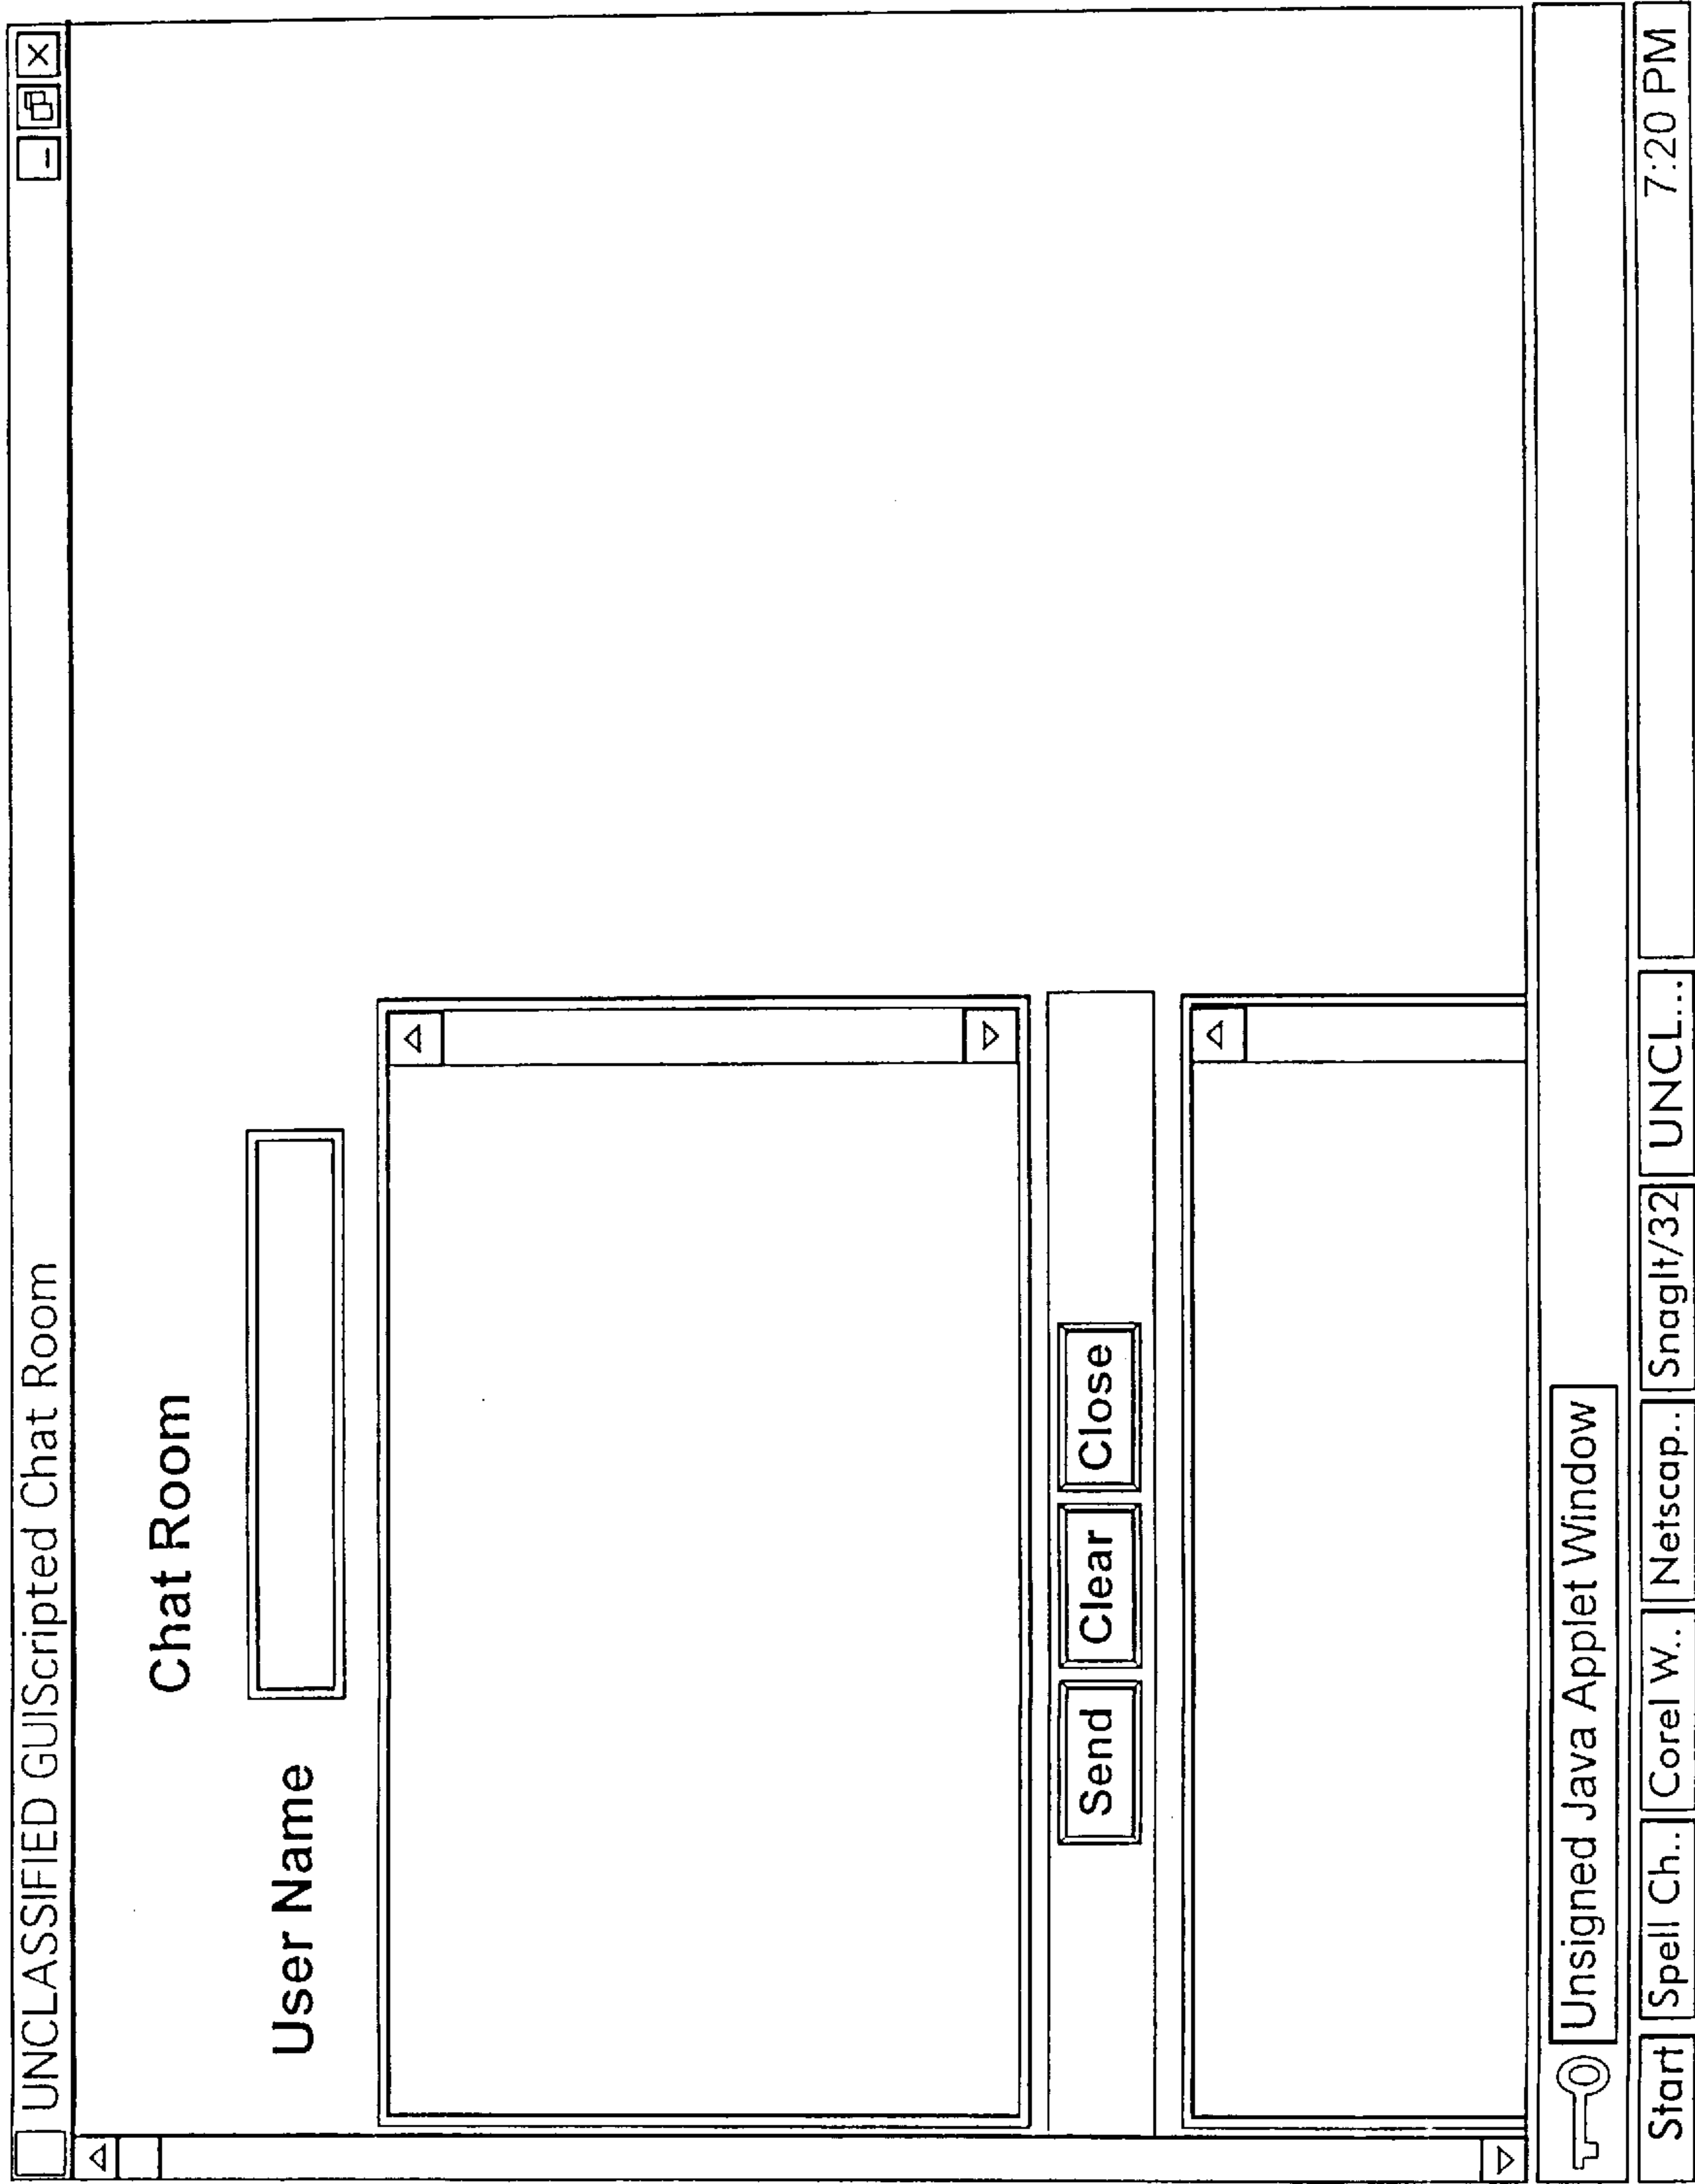 UNCLASSIFIED GUIScripted Chat Room
Chat Room
User Name
Send Clear Close
Unsigned Java Applet Window
Start Spell Ch.. Corel W.. Netscap.. SnagIt/32 UNCL... 7:20 PM